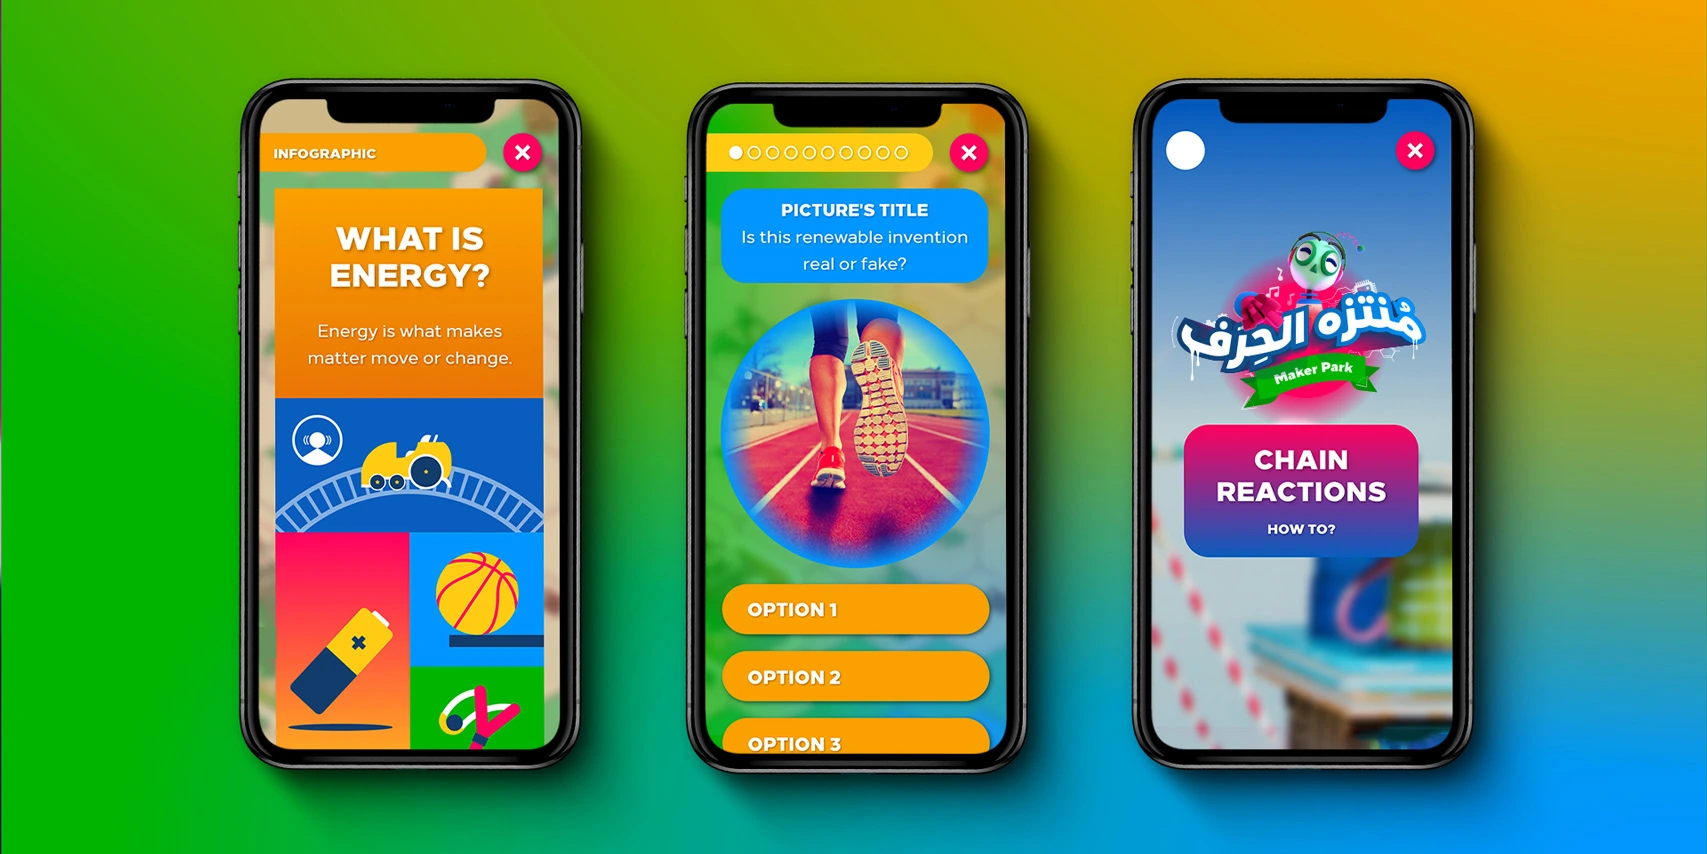 INFOGRAPHIC
WHAT IS
ENERGY?
Energy is what makes
matter move or change.
PICTURE'S TITLE
Is this renewable invention
real or fake?
OPTION 1
OPTION 2
OPTION 3
مُنتزه الحِرَف
Maker Park
CHAIN
REACTIONS
HOW TO?